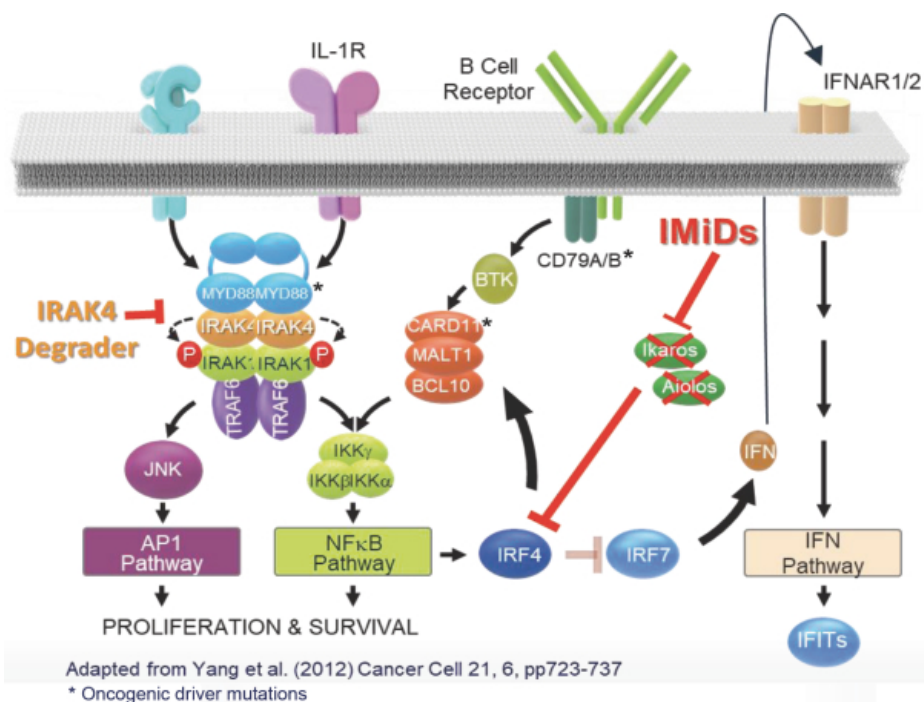 IL-1R
B Cell
Receptor
IFNAR1/2
IMiDs
CD79A/B*
BTK
MYD88 MYD88 *
IRAK4
Degrader
IRAK4 IRAK4
CARD11*
P
IRAK1 IRAK1
P
MALT1
BCL10
Ikaros
Aiolos
TRAF6 TRAF6
JNK
IKKγ
IKKβ IKKα
IFN
AP1
Pathway
NFκB
Pathway
IRF4
IRF7
IFN
Pathway
PROLIFERATION & SURVIVAL
IFITs
Adapted from Yang et al. (2012) Cancer Cell 21, 6, pp723-737
* Oncogenic driver mutations